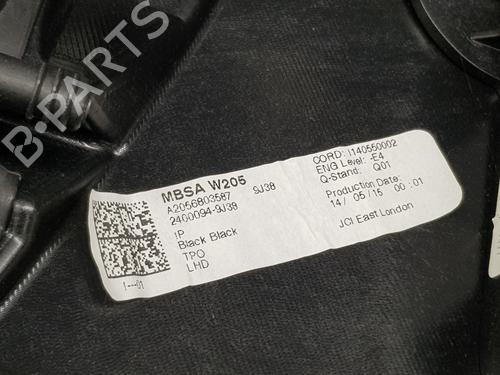 B-PARTS
MBSA W205
A2056803587 9J38
2400094-9J38
IP
Black Black
TPO
LHD
1---01
CORD: I140550002
ENG Level: -E4
Q-Stand: Q01
Production Date:
14 / 05 / 15 00 : 01
JCI East London